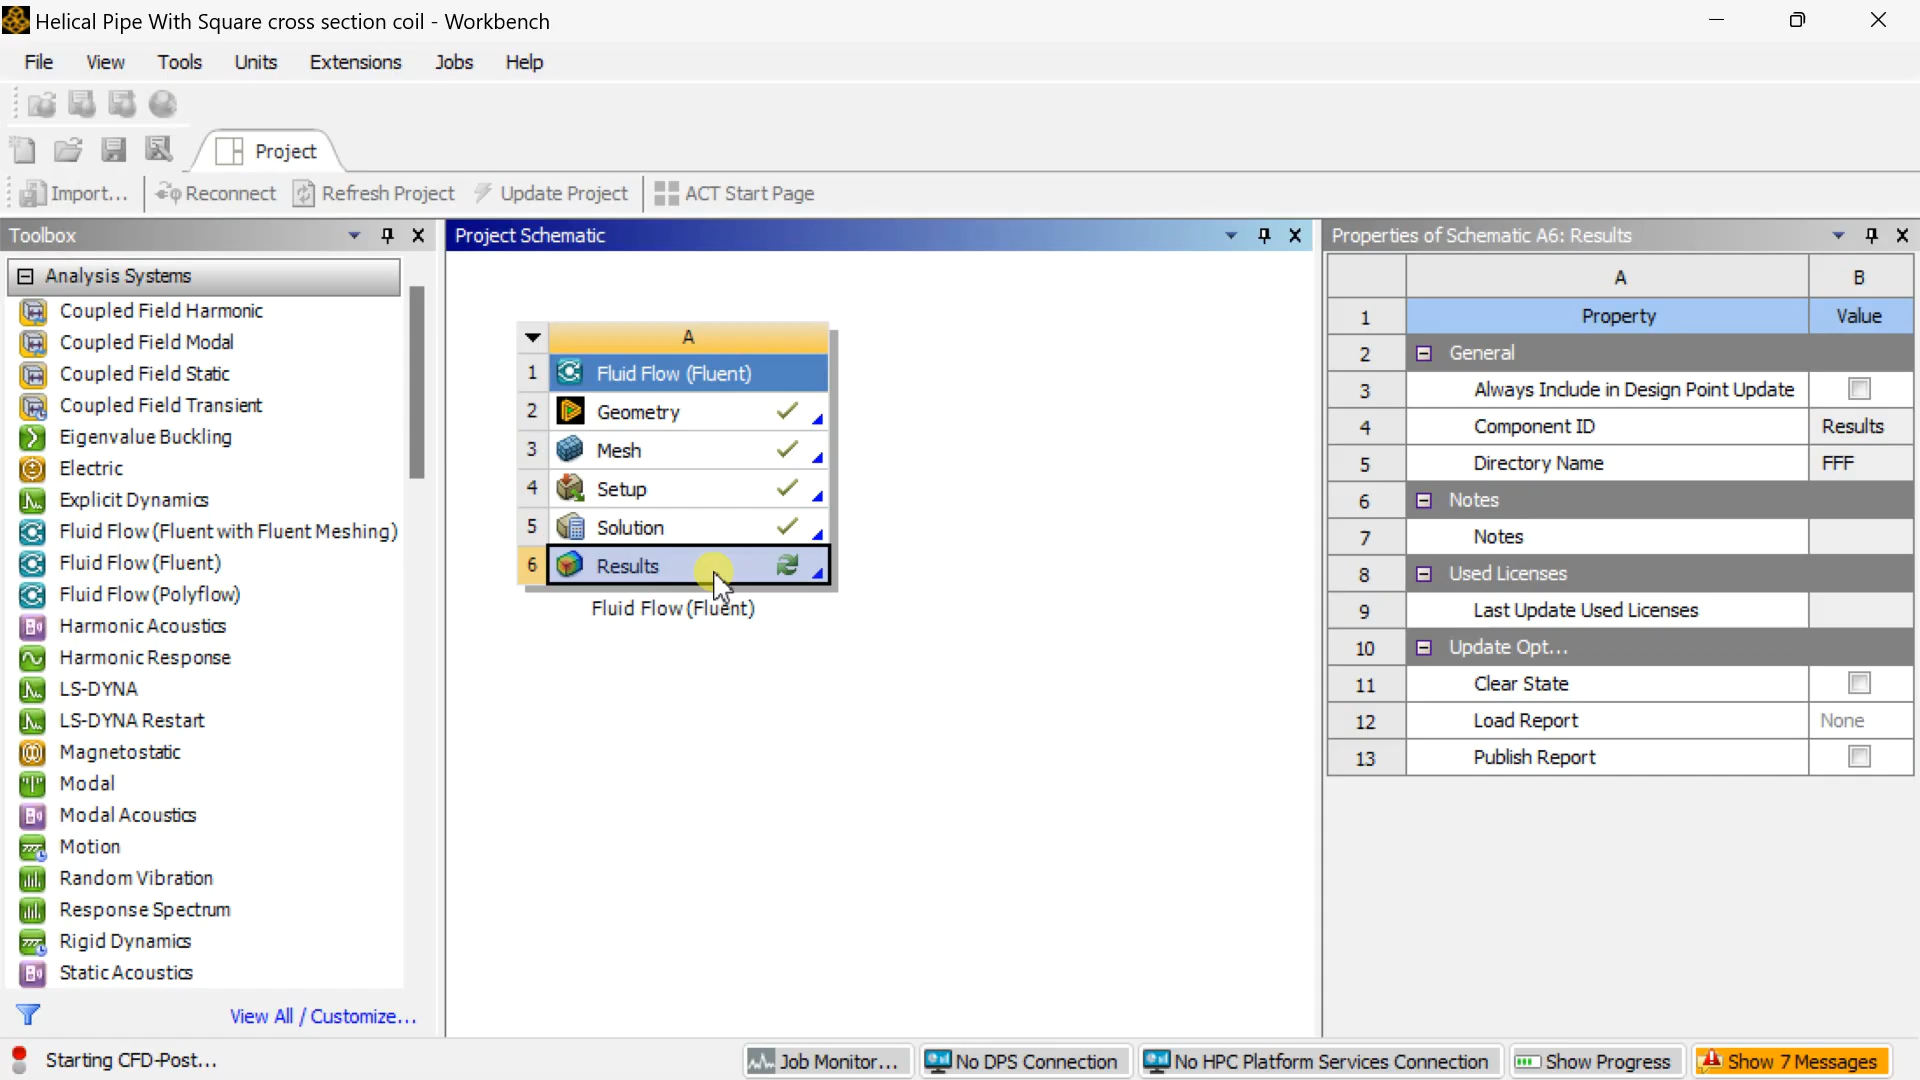 Helical Pipe With Square cross section coil - Workbench
File View Tools Units Extensions Jobs Help
Project
Import... Reconnect Refresh Project Update Project ACT Start Page
Toolbox
Analysis Systems
Coupled Field Harmonic
Coupled Field Modal
Coupled Field Static
Coupled Field Transient
Eigenvalue Buckling
Electric
Explicit Dynamics
Fluid Flow (Fluent with Fluent Meshing)
Fluid Flow (Fluent)
Fluid Flow (Polyflow)
Harmonic Acoustics
Harmonic Response
LS-DYNA
LS-DYNA Restart
Magnetostatic
Modal
Modal Acoustics
Motion
Random Vibration
Response Spectrum
Rigid Dynamics
Static Acoustics
View All / Customize...
Project Schematic
A
1 Fluid Flow (Fluent)
2 Geometry
3 Mesh
4 Setup
5 Solution
6 Results
Fluid Flow (Fluent)
Properties of Schematic A6: Results
A B
1 Property Value
2 General
3 Always Include in Design Point Update
4 Component ID Results
5 Directory Name FFF
6 Notes
7 Notes
8 Used Licenses
9 Last Update Used Licenses
10 Update Opt...
11 Clear State
12 Load Report None
13 Publish Report
Starting CFD-Post... Job Monitor... No DPS Connection No HPC Platform Services Connection Show Progress Show 7 Messages